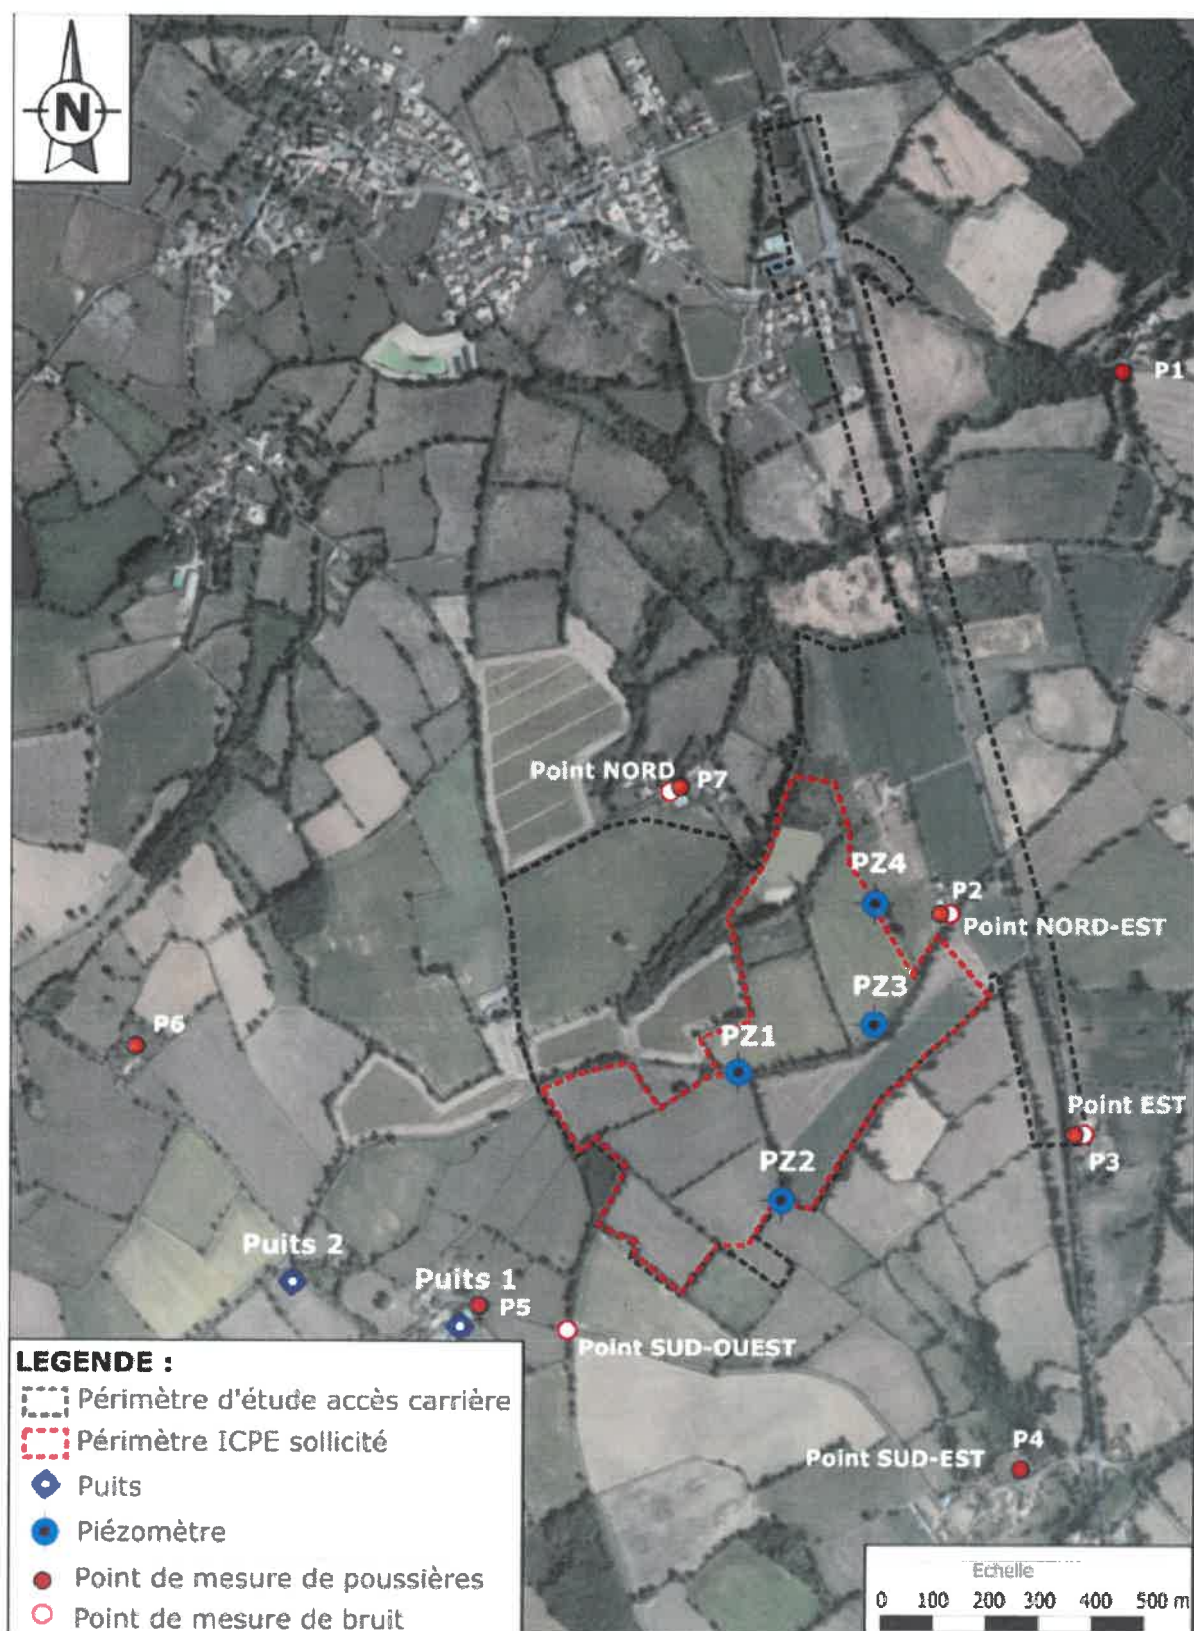 N
P1
Point NORD
P7
PZ4
P2
Point NORD-EST
PZ3
PZ1
P6
Point EST
P3
PZ2
Puits 2
Puits 1
P5
Point SUD-OUEST
P4
Point SUD-EST
LEGENDE :
Périmètre d'étude accès carrière
Périmètre ICPE sollicité
Puits
Piézomètre
Point de mesure de poussières
Point de mesure de bruit
Echelle
0 100 200 300 400 500 m